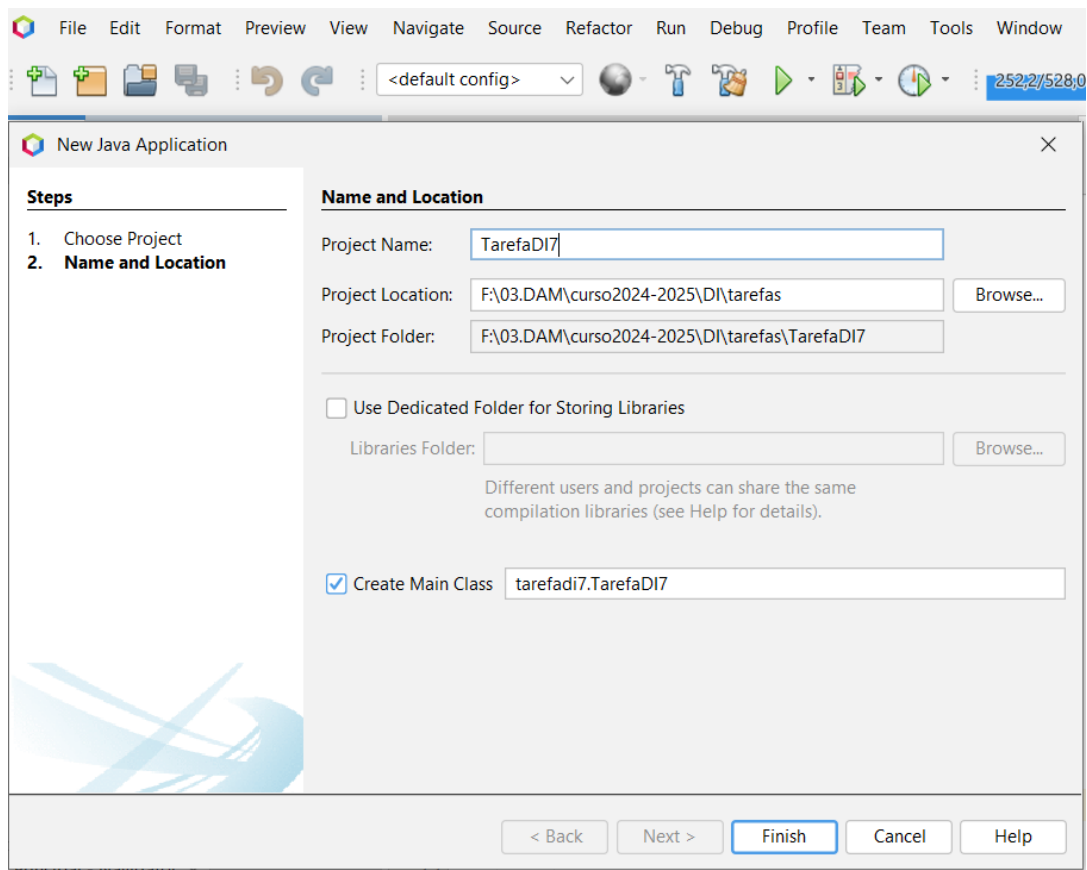 File Edit Format Preview View Navigate Source Refactor Run Debug Profile Team Tools Window
<default config> 252,2/528,0
New Java Application
Steps
1. Choose Project
2. Name and Location
Name and Location
Project Name: TarefaDI7
Project Location: F:\03.DAM\curso2024-2025\DI\tarefas Browse...
Project Folder: F:\03.DAM\curso2024-2025\DI\tarefas\TarefaDI7
Use Dedicated Folder for Storing Libraries
Libraries Folder: Browse...
Different users and projects can share the same
compilation libraries (see Help for details).
Create Main Class tarefadi7.TarefaDI7
< Back Next > Finish Cancel Help